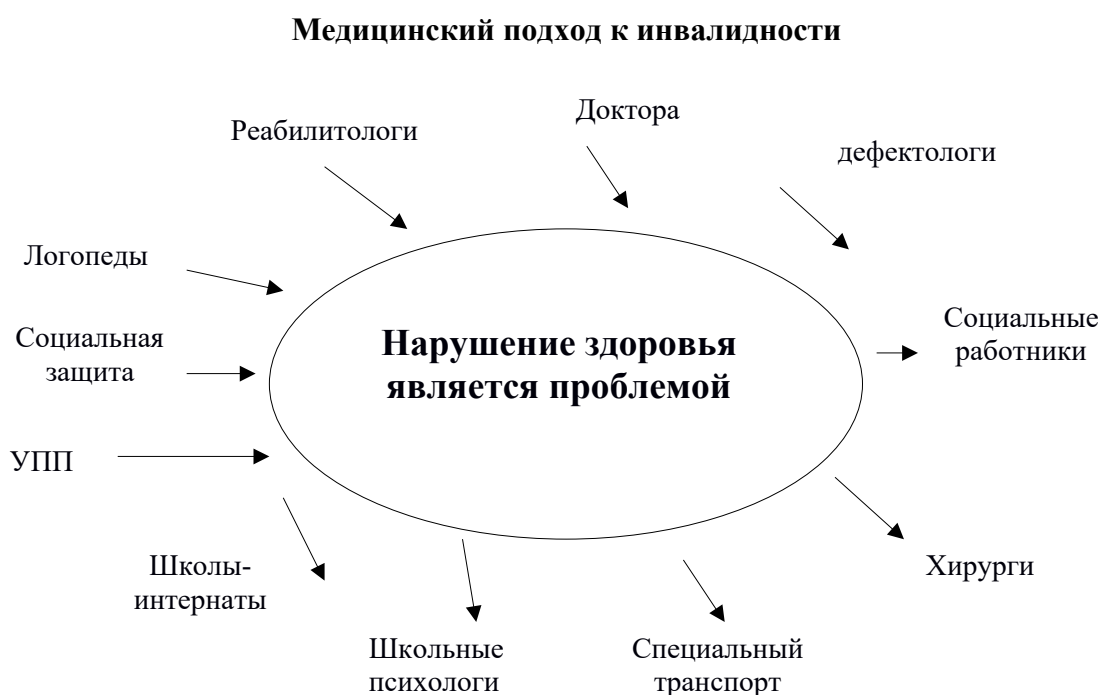 Медицинский подход к инвалидности
Доктора
Реабилитологи
дефектологи
Логопеды
Социальная
защита
Нарушение здоровья
является проблемой
Социальные
работники
УПП
Школы-
интернаты
Хирурги
Школьные
психологи
Специальный
транспорт